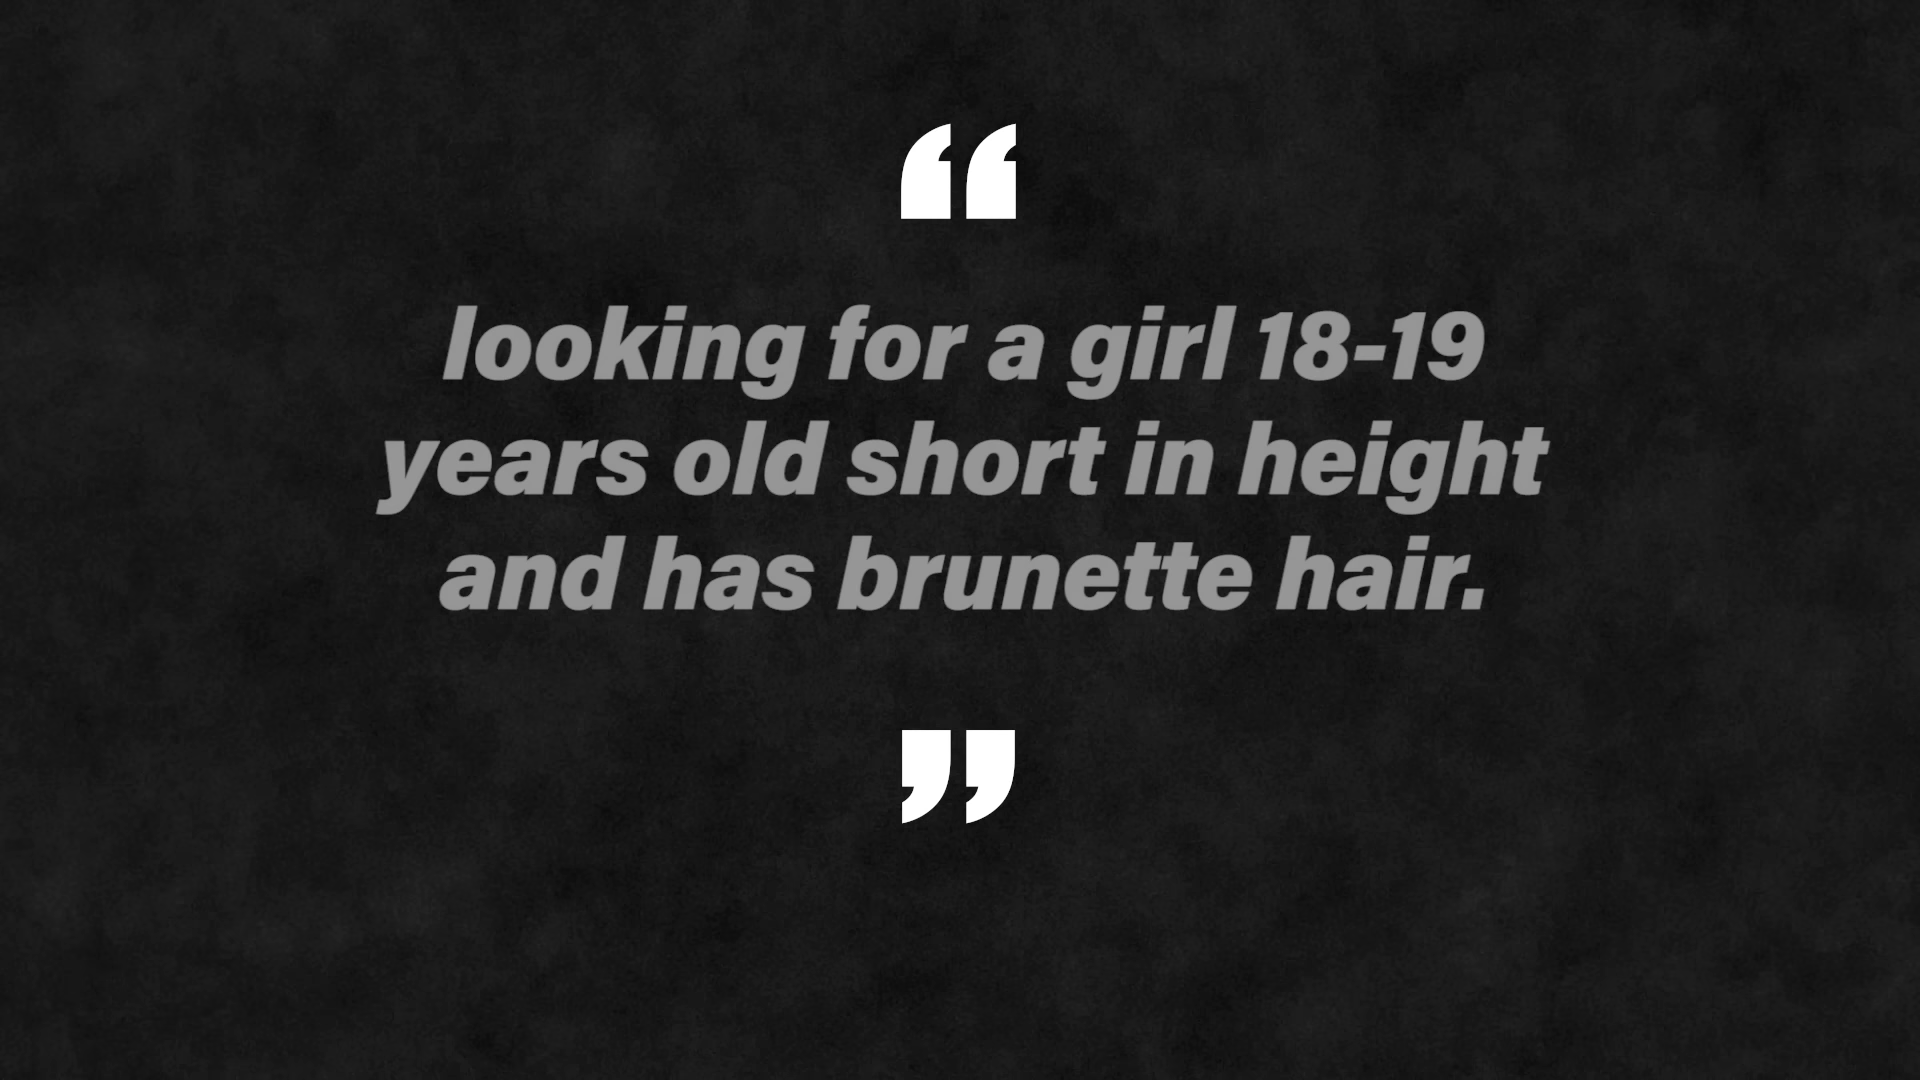 “
looking for a girl 18-19
years old short in height
and has brunette hair.
”